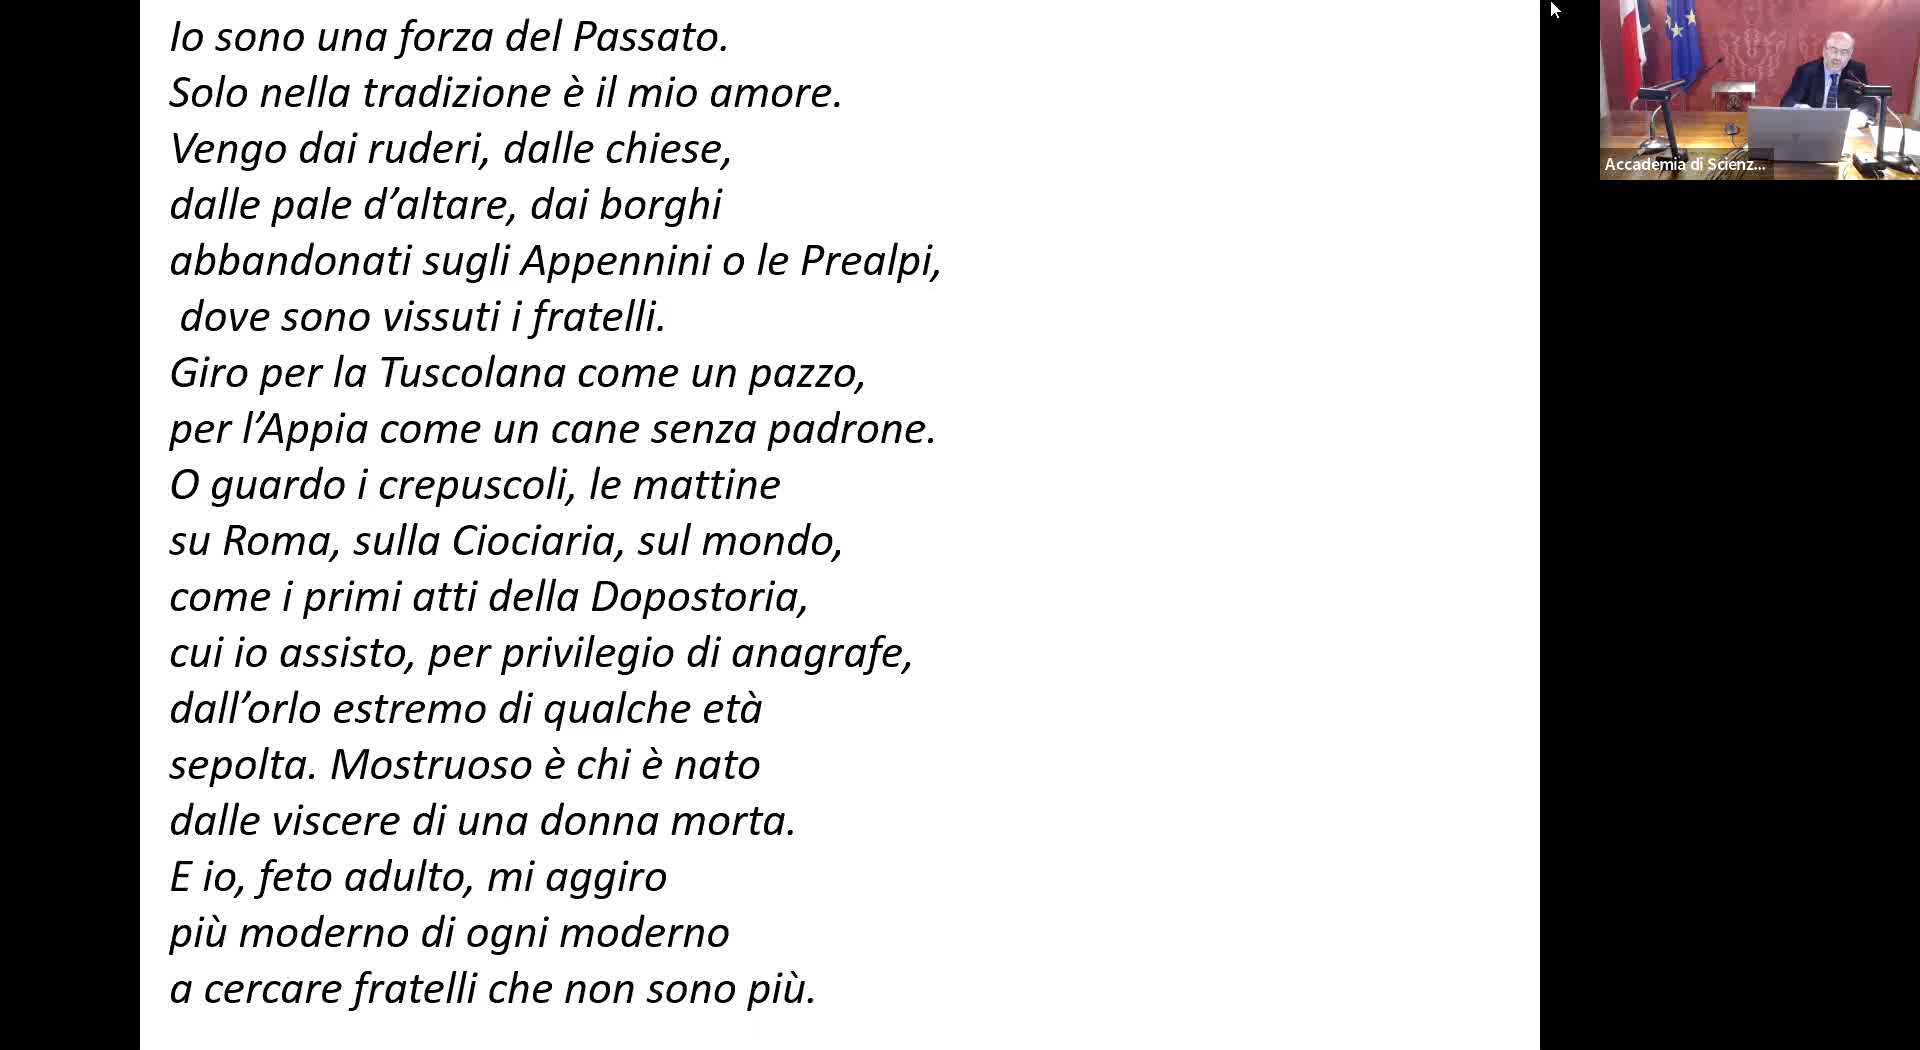 Io sono una forza del Passato.
Solo nella tradizione è il mio amore.
Vengo dai ruderi, dalle chiese,
dalle pale d’altare, dai borghi
abbandonati sugli Appennini o le Prealpi,
dove sono vissuti i fratelli.
Giro per la Tuscolana come un pazzo,
per l’Appia come un cane senza padrone.
O guardo i crepuscoli, le mattine
su Roma, sulla Ciociaria, sul mondo,
come i primi atti della Dopostoria,
cui io assisto, per privilegio di anagrafe,
dall’orlo estremo di qualche età
sepolta. Mostruoso è chi è nato
dalle viscere di una donna morta.
E io, feto adulto, mi aggiro
più moderno di ogni moderno
a cercare fratelli che non sono più.
Accademia di Scienz...